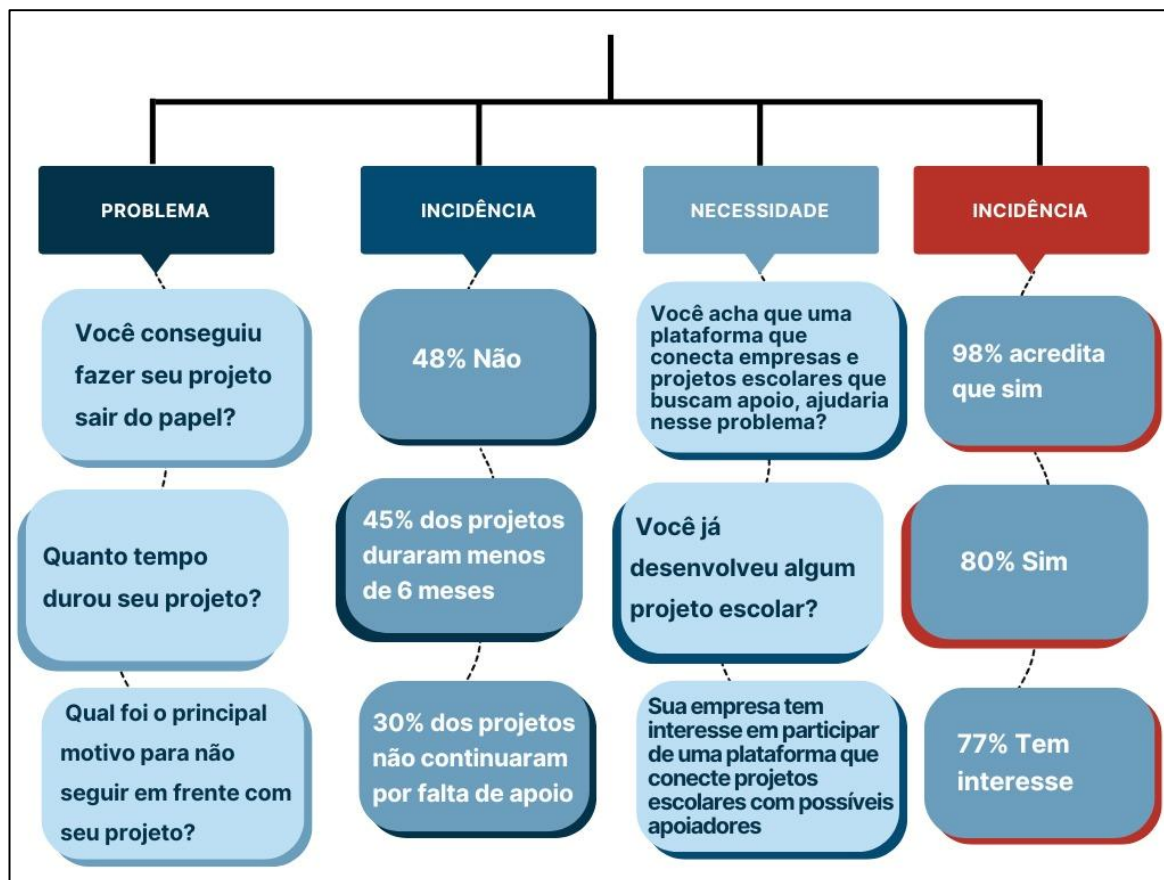 PROBLEMA
Você conseguiu
fazer seu projeto
sair do papel?
Quanto tempo
durou seu projeto?
Qual foi o principal
motivo para não
seguir em frente com
seu projeto?
INCIDÊNCIA
48% Não
45% dos projetos
duraram menos
de 6 meses
30% dos projetos
não continuaram
por falta de apoio
NECESSIDADE
Você acha que uma
plataforma que
conecta empresas e
projetos escolares que
buscam apoio, ajudaria
nesse problema?
Você já
desenvolveu algum
projeto escolar?
Sua empresa tem
interesse em participar
de uma plataforma que
conecte projetos
escolares com possíveis
apoiadores
INCIDÊNCIA
98% acredita
que sim
80% Sim
77% Tem
interesse